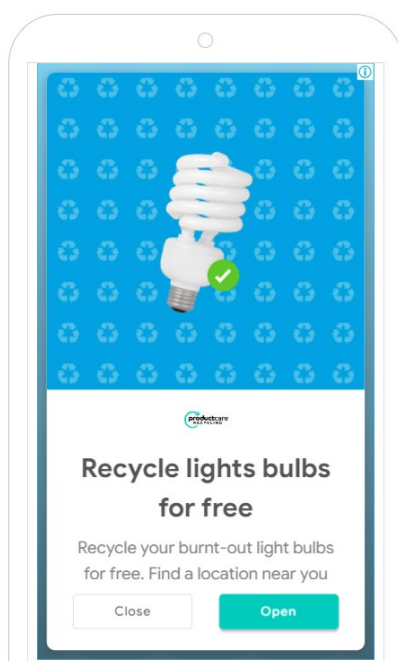 productcare
RECYCLING
Recycle lights bulbs
for free
Recycle your burnt-out light bulbs
for free. Find a location near you
Close
Open